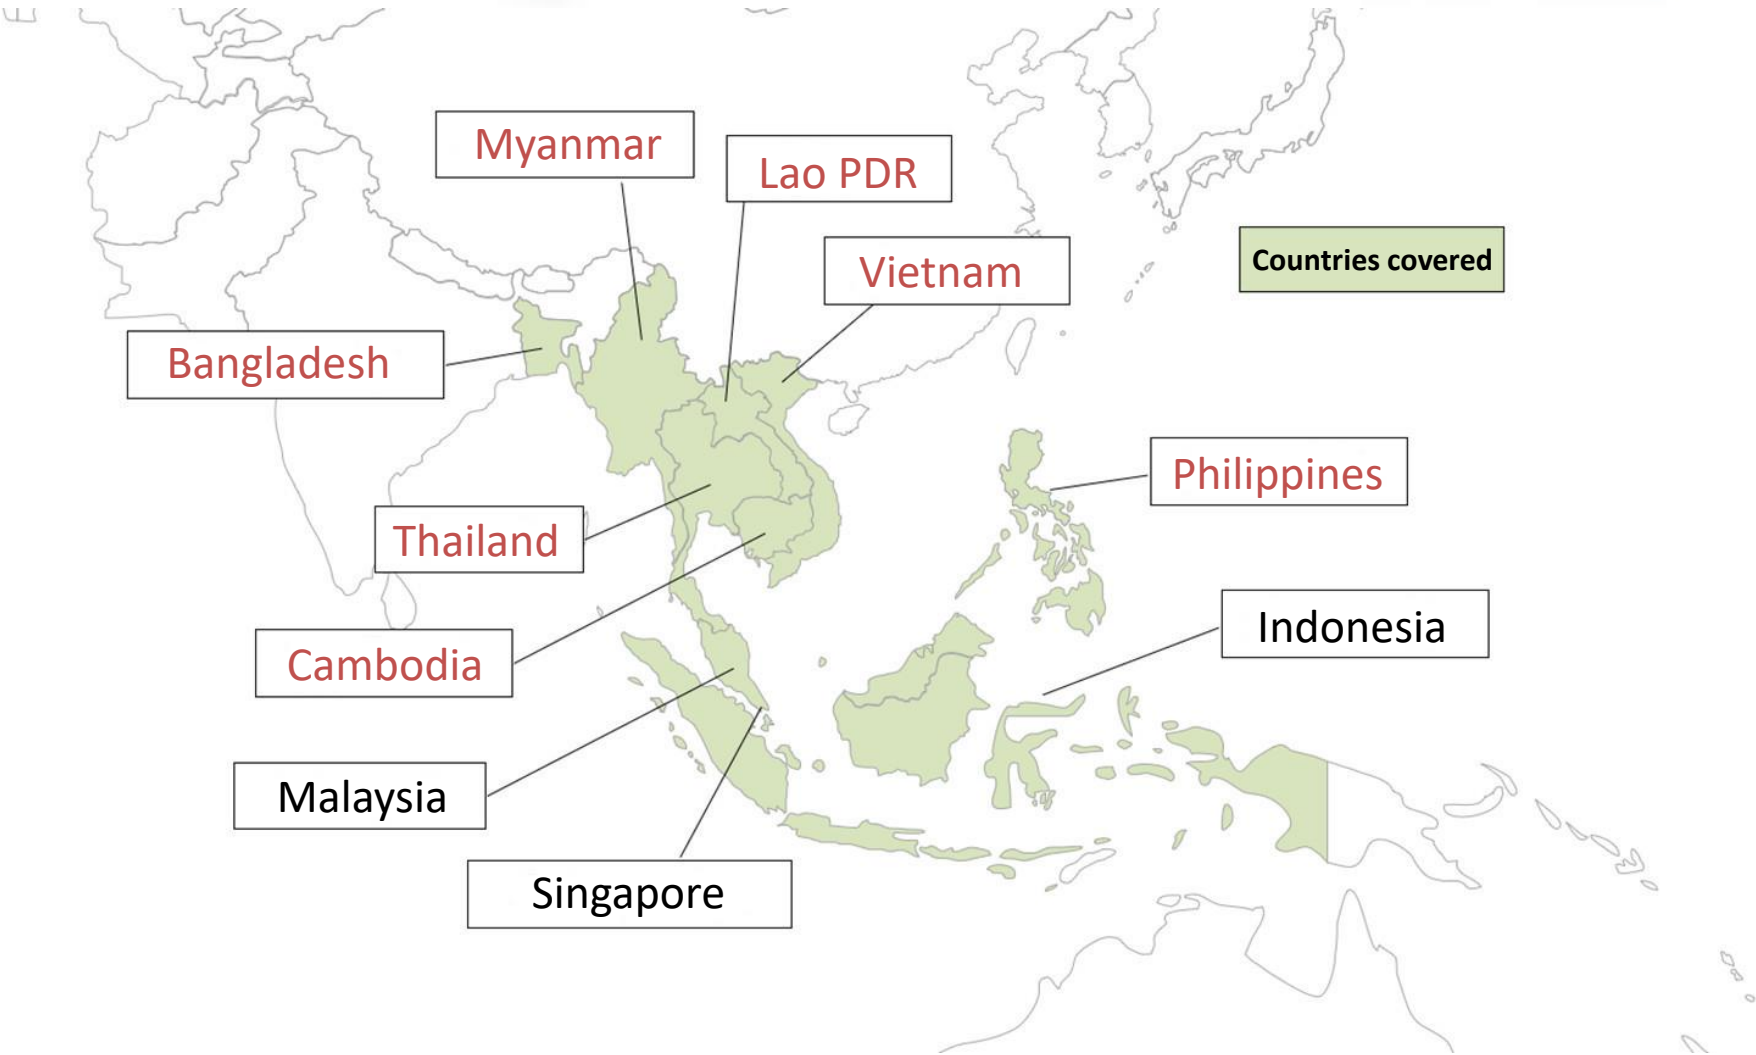 Myanmar
Lao PDR
Vietnam
Countries covered
Bangladesh
Philippines
Thailand
Indonesia
Cambodia
Malaysia
Singapore